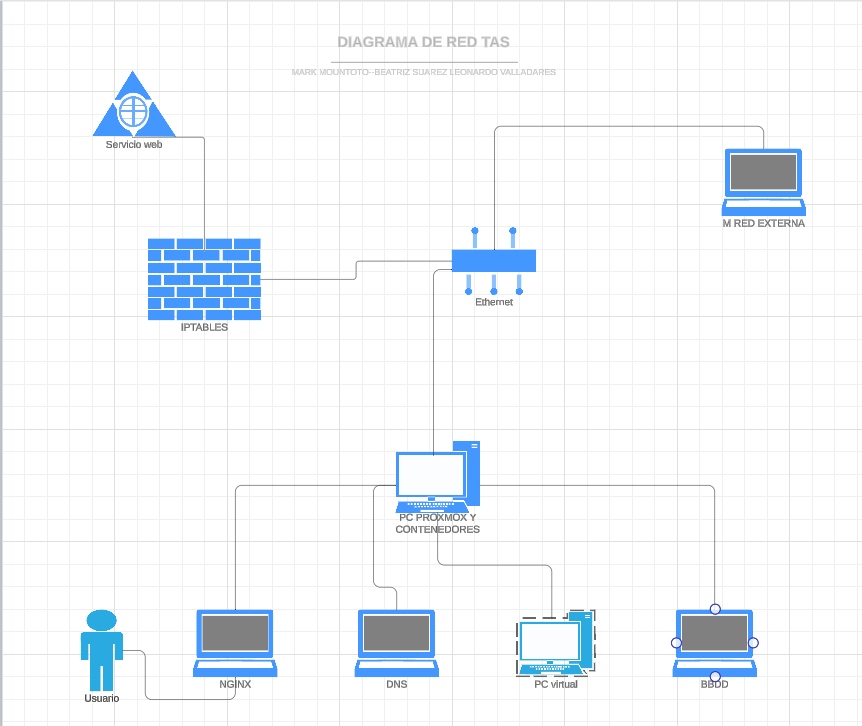 DIAGRAMA DE RED TAS
MARK MOUNTOTO--BEATRIZ SUAREZ LEONARDO VALLADARES
Servicio web
M RED EXTERNA
Ethernet
IPTABLES
PC PROXMOX Y
CONTENEDORES
NGINX
DNS
PC virtual
BBDD
Usuario